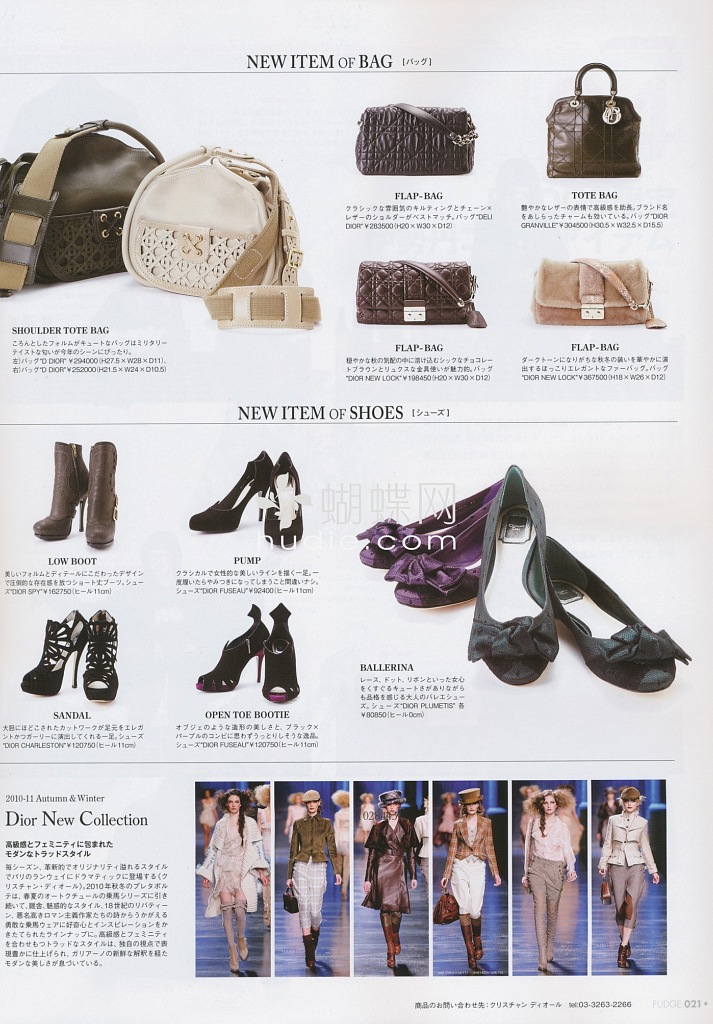 NEW ITEM OF BAG [バッグ]
FLAP-BAG
クラシックな雰囲気のキルティングとチェーン×
レザーのショルダーがベストマッチ。バッグ"DELI
DIOR"¥283500(H20×W30×D12)
TOTE BAG
艶やかなレザーの表情で高級感を助長。ブランド名
をあしらったチャームも効いている。バッグ"DIOR
GRANVILLE"¥304500(H30.5×W32.5×D15.5)
SHOULDER TOTE BAG
ころんとしたフォルムがキュートなバッグはミリタリー
テイストな匂いが今年のシーンにぴったり。
左)バッグ"D DIOR"¥294000(H27.5×W28×D11)、
右)バッグ"D DIOR"¥252000(H21.5×W24×D10.5)
FLAP-BAG
穏やかな秋の気配の中に溶け込むシックなチョコレー
トブラウンとリュクスな金具使いが魅力的。バッグ
"DIOR NEW LOCK"¥198450(H20×W30×D12)
FLAP-BAG
ダークトーンになりがちな秋冬の装いを華やかに演
出するほっこりエレガントなファーバッグ。バッグ
"DIOR NEW LOCK"¥367500(H18×W26×D12)
NEW ITEM OF SHOES [シューズ]
蝴蝶网
hudie.com
LOW BOOT
美しいフォルムとディテールにこだわったデザイン
で圧倒的な存在感を放つショート丈ブーツ。シュー
ズ"DIOR SPY"¥162750(ヒール11cm)
PUMP
クラシカルで女性的な美しいラインを描く一足。一
度履いたらやみつきになってしまうこと間違いナシ。
シューズ"DIOR FUSEAU"¥92400(ヒール11cm)
SANDAL
大胆にほどこされたカットワークが足元をエレガ
ントかつガーリーに演出してくれる一足。シューズ
"DIOR CHARLESTON"¥120750(ヒール11cm)
OPEN TOE BOOTIE
オブジェのような造形の美しさと、ブラック×
パープルのコンビに思わずうっとりしそうな逸品。
シューズ"DIOR FUSEAU"¥120750(ヒール11cm)
BALLERINA
レース、ドット、リボンといった女心
をくすぐるキュートさがありながら
も品格を感じる大人のバレエシュー
ズ。シューズ"DIOR PLUMETIS" 各
¥80850(ヒール0cm)
2010-11 Autumn & Winter
Dior New Collection
高級感とフェミニティに包まれた
モダンなトラッドスタイル
毎シーズン、革新的でオリジナリティ溢れるスタイル
でパリのランウェイにドラマティックに登場する〈ク
リスチャン・ディオール〉。2010年秋冬のプレタポル
テは、春夏のオートクチュールの乗馬シリーズに引き
続いて、厩舎、魅惑的なスタイル、18世紀のリバティー
ン、悪名高きロマン主義作家たちの詩からうかがえる
勇敢な乗馬ウェアに好奇心とインスピレーションをか
きたてられたラインナップに。高級感とフェミニティ
を合わせもつトラッドなスタイルは、独自の視点で表
現豊かに仕上げられ、ガリアーノの新鮮な解釈を経た
モダンな美しさが息づいている。
商品のお問い合わせ先:クリスチャン ディオール tel:03-3263-2266
FUDGE 021